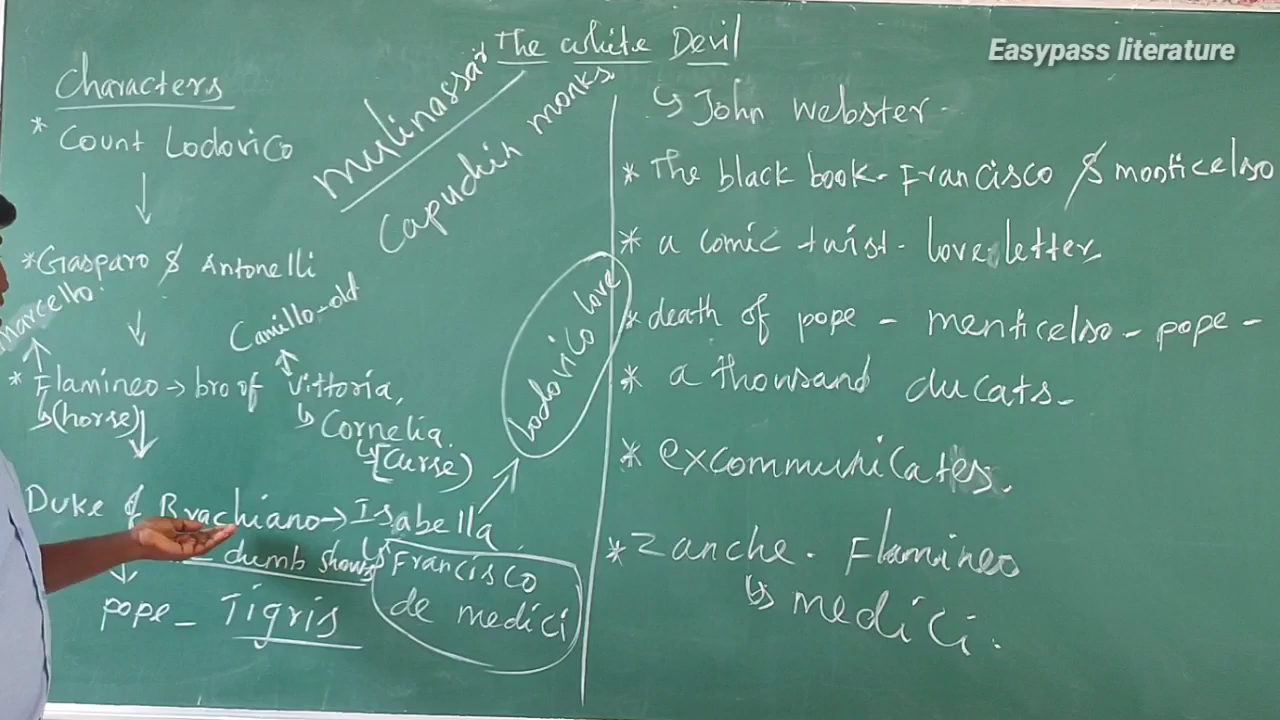 The white Devil
Easypass literature
Characters
* Count Lodovico
mulinassar
Capuchin monks
*Gasparo & Antonelli
marcello.
Camillo-old
* Flamineo → bro of Vittoria,
(horse)
Cornelia.
(curse)
Duke of Brachiano → Isabella
dumb shows
Francisco
de medici
pope - Tigris
Lodovico love
John webster -
* The black book - Francisco & monticelso
* a comic twist - love letter
* death of pope - menticelso - pope -
* a thousand ducats -
* excommunicates.
* Zanche. Flamineo
medici.